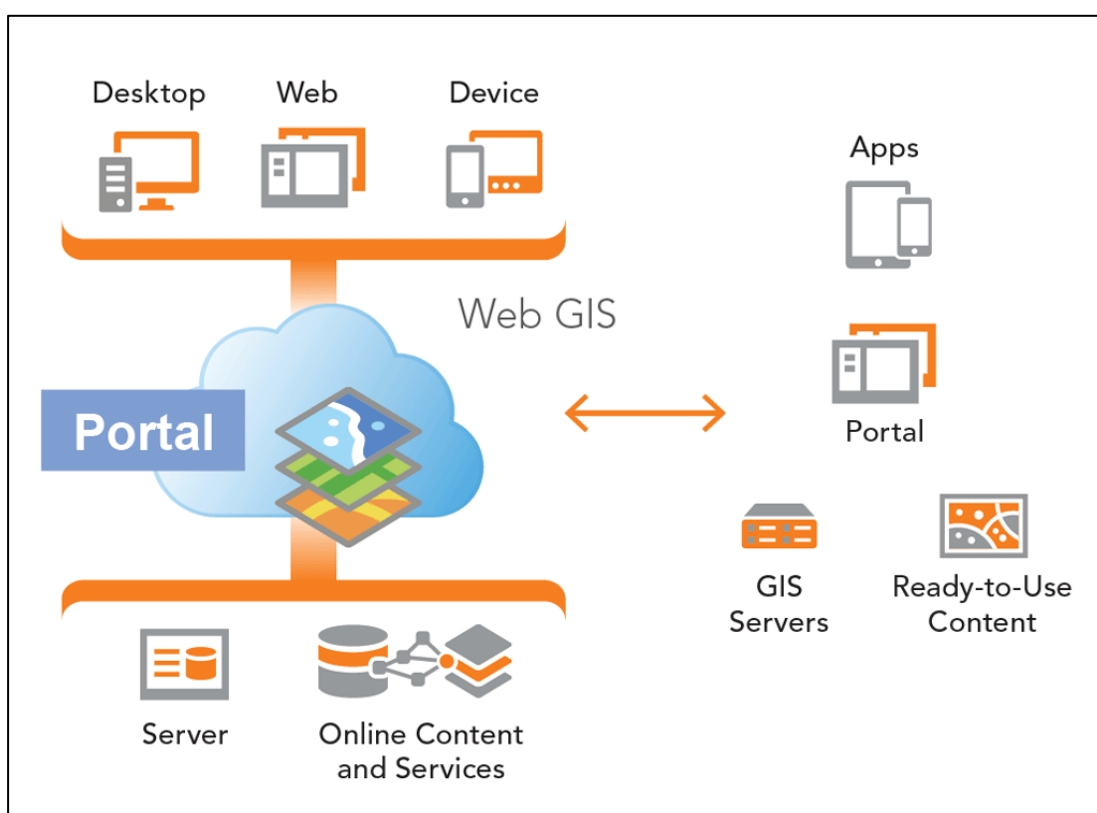 Desktop
Web
Device
Apps
Web GIS
Portal
Portal
GIS
Servers
Ready-to-Use
Content
Server
Online Content
and Services